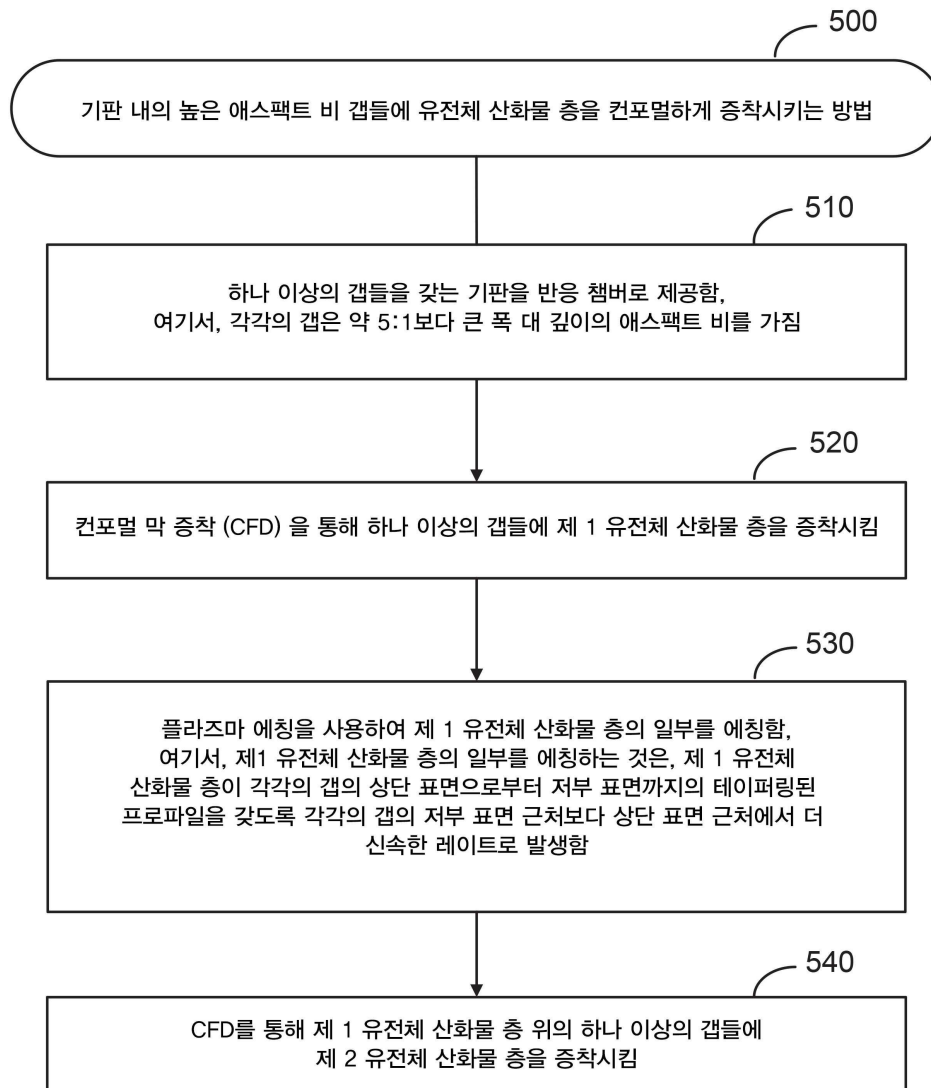 500
기판 내의 높은 애스팩트 비 갭들에 유전체 산화물 층을 컨포멀하게 증착시키는 방법
510
하나 이상의 갭들을 갖는 기판을 반응 챔버로 제공함,
여기서, 각각의 갭은 약 5:1보다 큰 폭 대 깊이의 애스팩트 비를 가짐
520
컨포멀 막 증착 (CFD) 을 통해 하나 이상의 갭들에 제 1 유전체 산화물 층을 증착시킴
530
플라즈마 에칭을 사용하여 제 1 유전체 산화물 층의 일부를 에칭함,
여기서, 제1 유전체 산화물 층의 일부를 에칭하는 것은, 제 1 유전체
산화물 층이 각각의 갭의 상단 표면으로부터 저부 표면까지의 테이퍼링된
프로파일을 갖도록 각각의 갭의 저부 표면 근처보다 상단 표면 근처에서 더
신속한 레이트로 발생함
540
CFD를 통해 제 1 유전체 산화물 층 위의 하나 이상의 갭들에
제 2 유전체 산화물 층을 증착시킴